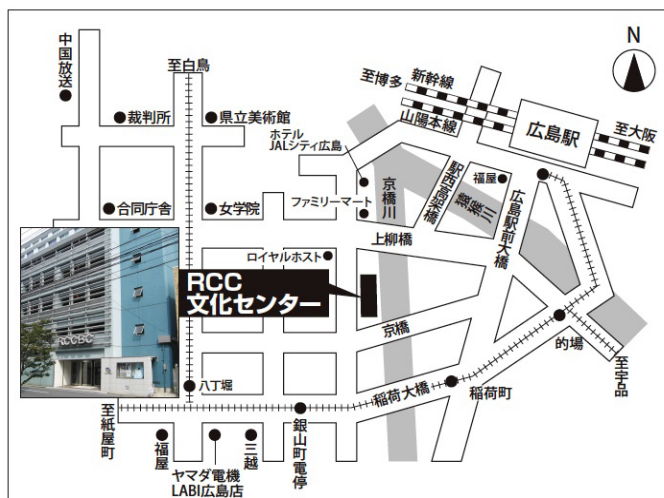 中国放送
至白鳥
裁判所
県立美術館
ホテル
JALシティ広島
ファミリーマート
合同庁舎
女学院
ロイヤルホスト
RCC
文化センター
RCCBC
八丁堀
至紙屋町
福屋
ヤマダ電機
LABI広島店
三越
銀山町電停
稲荷大橋
稲荷町
的場
至宇品
京橋
上柳橋
京橋川
駅西高架橋
猿猴川
福屋
広島駅前大橋
至博多
新幹線
山陽本線
広島駅
至大阪
N